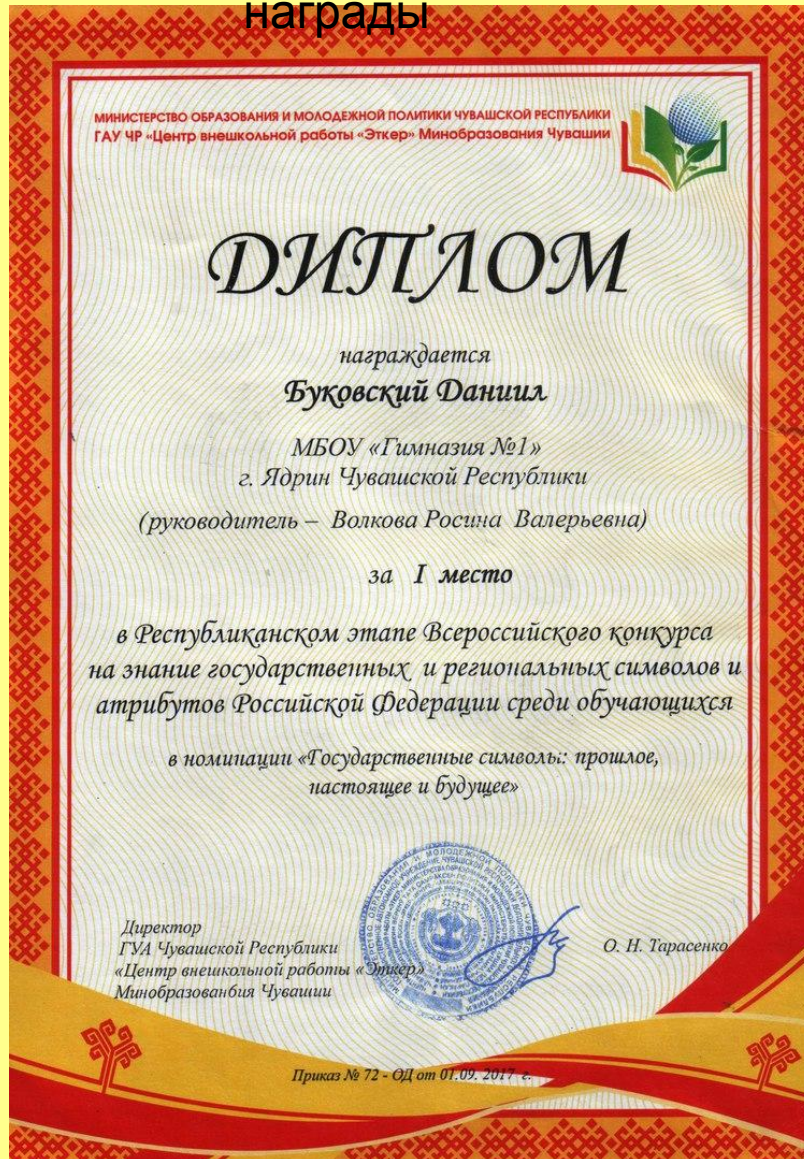 награды
МИНИСТЕРСТВО ОБРАЗОВАНИЯ И МОЛОДЕЖНОЙ ПОЛИТИКИ ЧУВАШСКОЙ РЕСПУБЛИКИ
ГАУ ЧР «Центр внешкольной работы «Эткер» Минобразования Чувашии
ДИПЛОМ
награждается
Буковский Даниил
МБОУ «Гимназия №1»
г. Ядрин Чувашской Республики
(руководитель – Волкова Росина Валерьевна)
за I место
в Республиканском этапе Всероссийского конкурса
на знание государственных и региональных символов и
атрибутов Российской Федерации среди обучающихся
в номинации «Государственные символы: прошлое,
настоящее и будущее»
Директор
ГУА Чувашской Республики
«Центр внешкольной работы «Эткер»
Минобразованбия Чувашии
О. Н. Тарасенко
Приказ № 72 - ОД от 01.09. 2017 г.